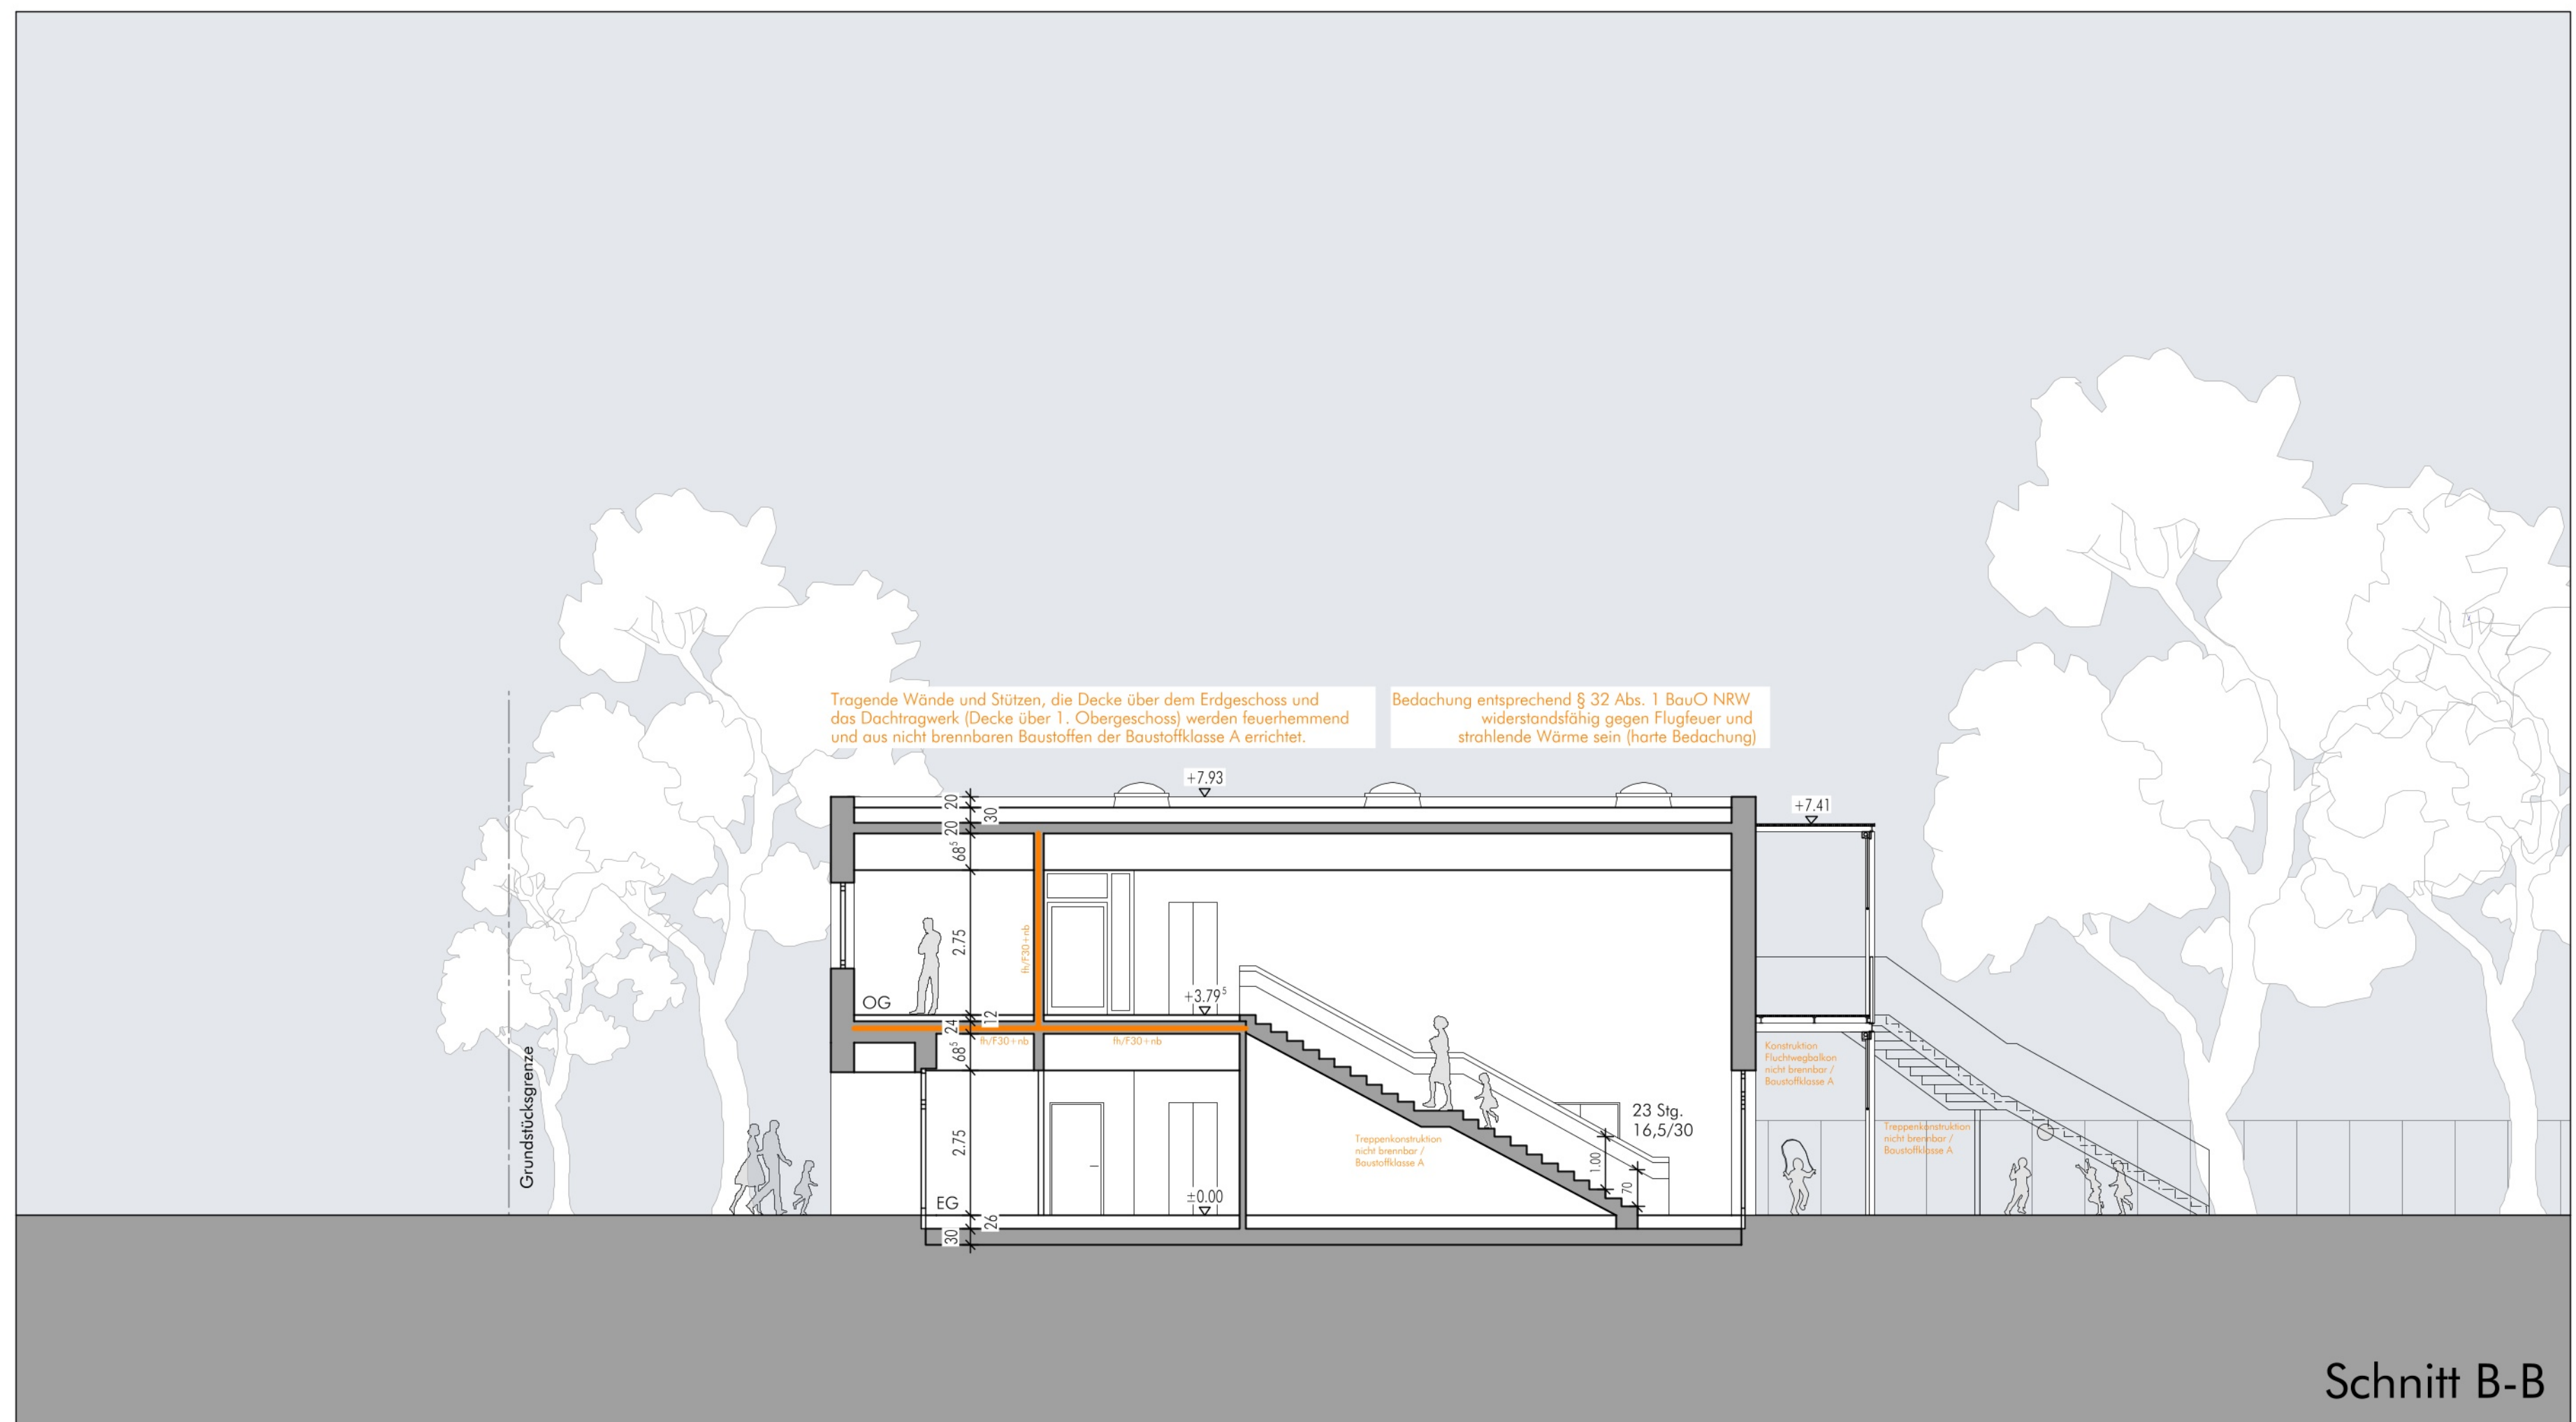 Tragende Wände und Stützen, die Decke über dem Erdgeschoss und
das Dachtragwerk (Decke über 1. Obergeschoss) werden feuerhemmend
und aus nicht brennbaren Baustoffen der Baustoffklasse A errichtet.
Bedachung entsprechend § 32 Abs. 1 BauO NRW
widerstandsfähig gegen Flugfeuer und
strahlende Wärme sein (harte Bedachung)
+7.93
+7.41
20
30
20
68⁵
2.75
fh/F30+nb
OG
+3.79⁵
12
24
fh/F30+nb
fh/F30+nb
68⁵
Grundstücksgrenze
Konstruktion
Fluchtwegbalkon
nicht brennbar /
Baustoffklasse A
23 Stg.
16,5/30
Treppenkonstruktion
nicht brennbar /
Baustoffklasse A
Treppenkonstruktion
nicht brennbar /
Baustoffklasse A
2.75
1.00
70
EG
±0.00
26
30
Schnitt B-B